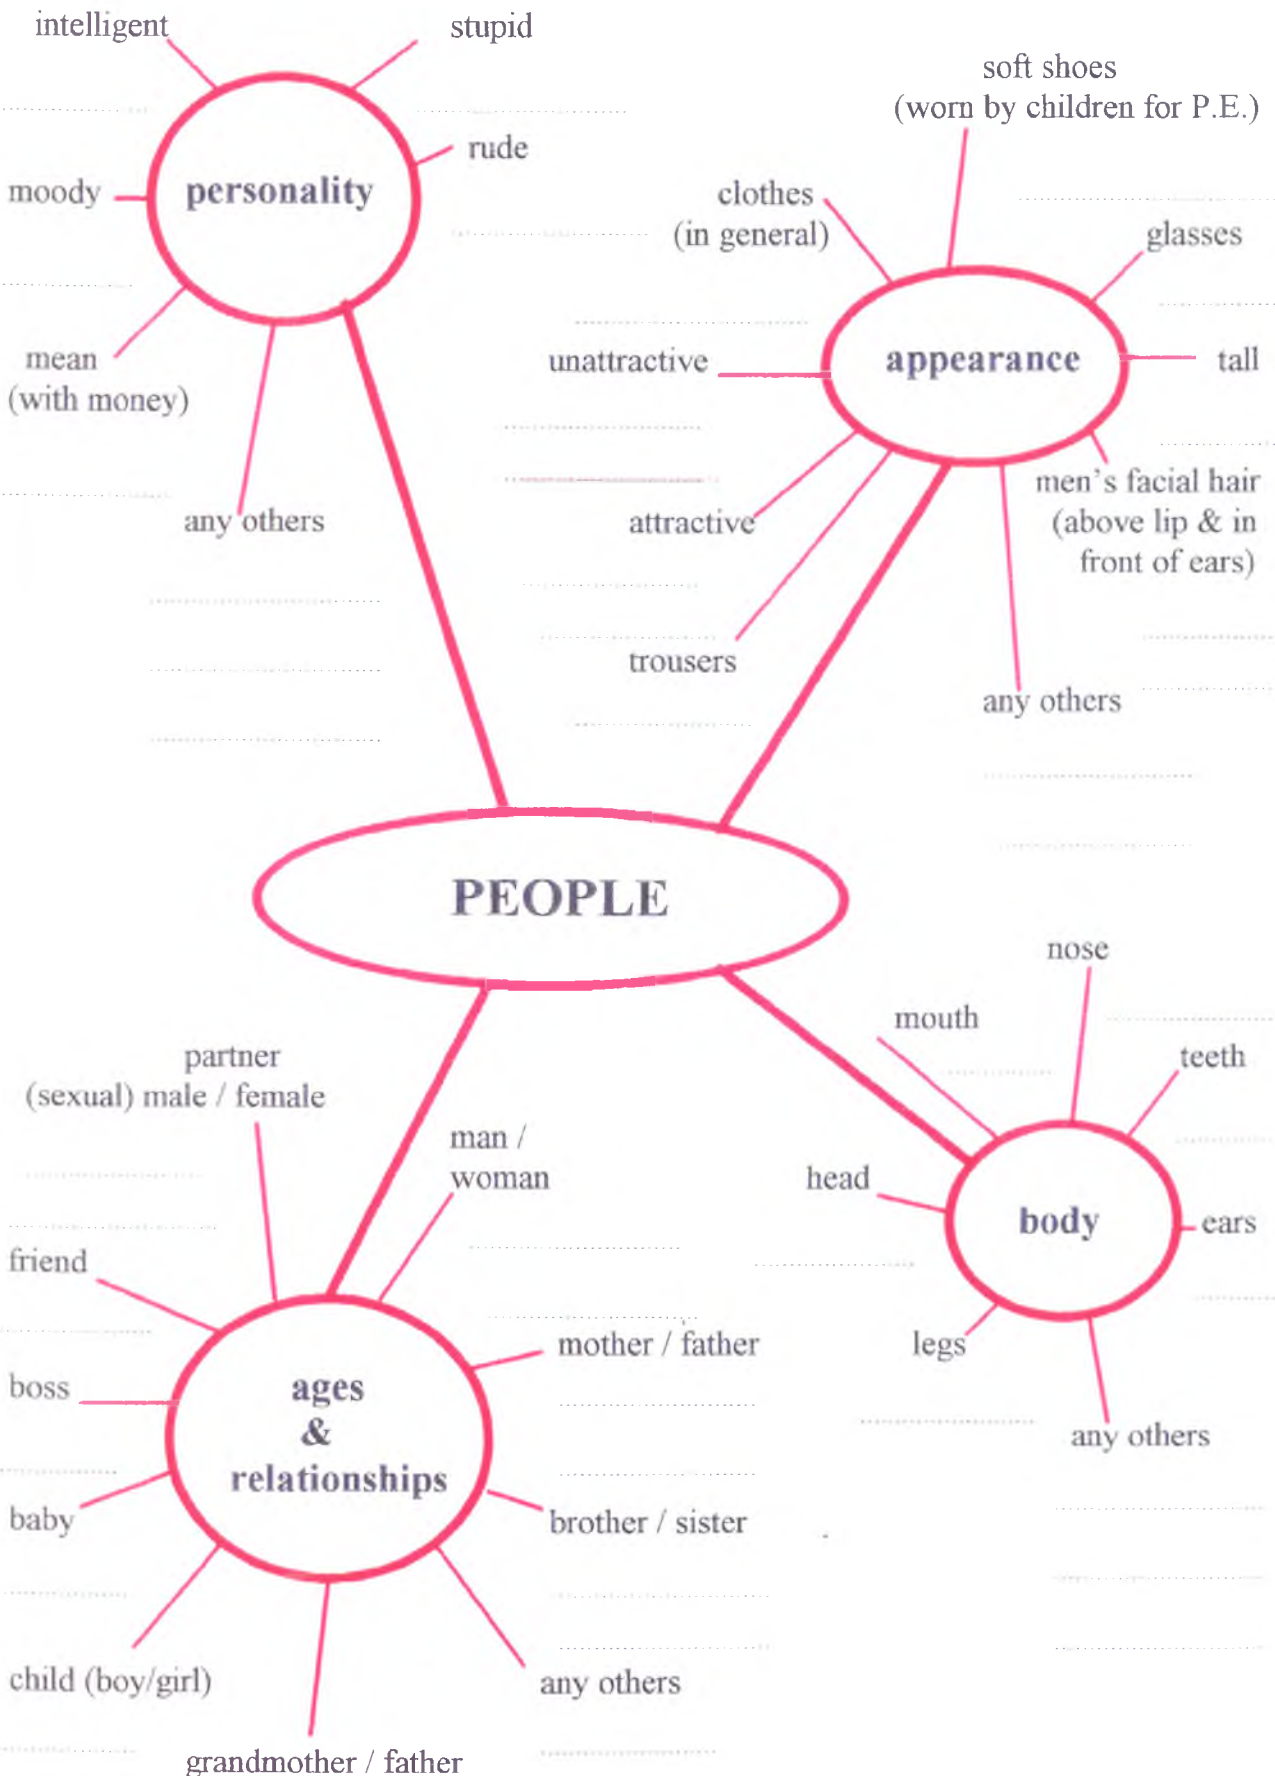 intelligent
stupid
rude
moody
personality
mean
(with money)
any others
soft shoes
(worn by children for P.E.)
clothes
(in general)
glasses
unattractive
appearance
tall
attractive
men's facial hair
(above lip & in
front of ears)
trousers
any others
PEOPLE
partner
(sexual) male / female
man /
woman
friend
mother / father
boss
ages
&
relationships
baby
brother / sister
child (boy/girl)
any others
grandmother / father
nose
mouth
teeth
head
body
ears
legs
any others